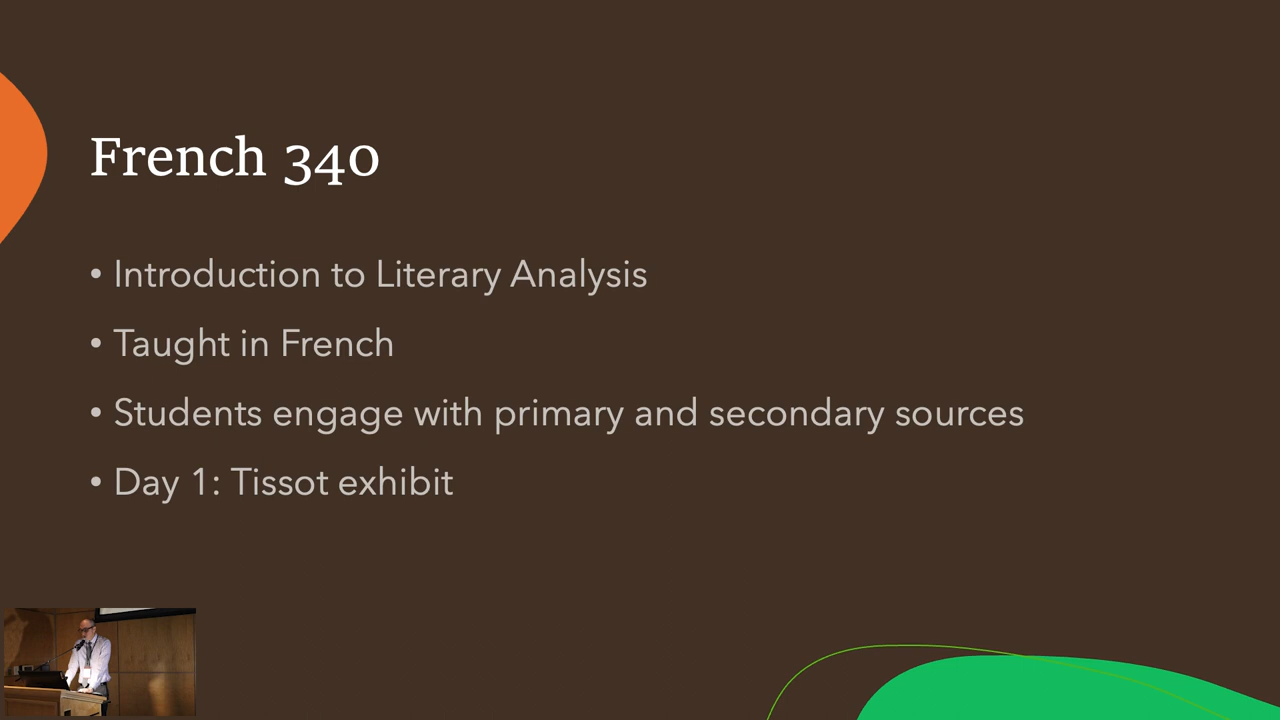 French 340
• Introduction to Literary Analysis
• Taught in French
• Students engage with primary and secondary sources
• Day 1: Tissot exhibit